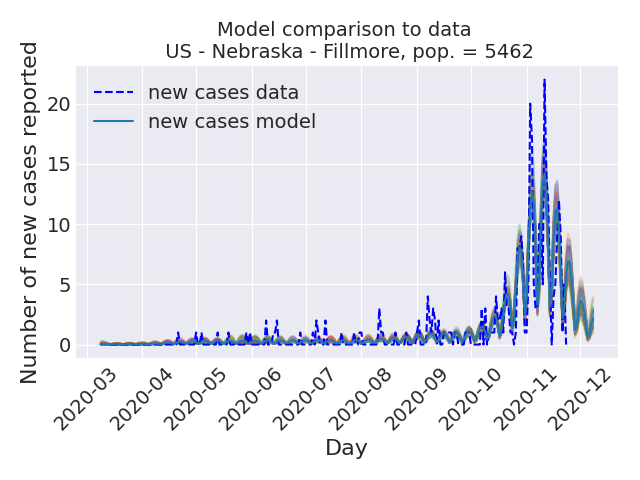 Model comparison to data
US - Nebraska - Fillmore, pop. = 5462
Number of new cases reported
20
15
10
5
0
new cases data
new cases model
2020-03
2020-04
2020-05
2020-06
2020-07
2020-08
2020-09
2020-10
2020-11
2020-12
Day